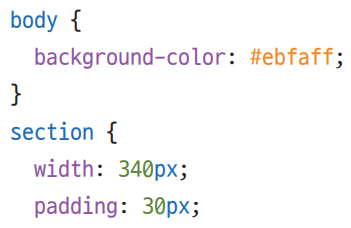 body {
  background-color: #ebfaff;
}
section {
  width: 340px;
  padding: 30px;